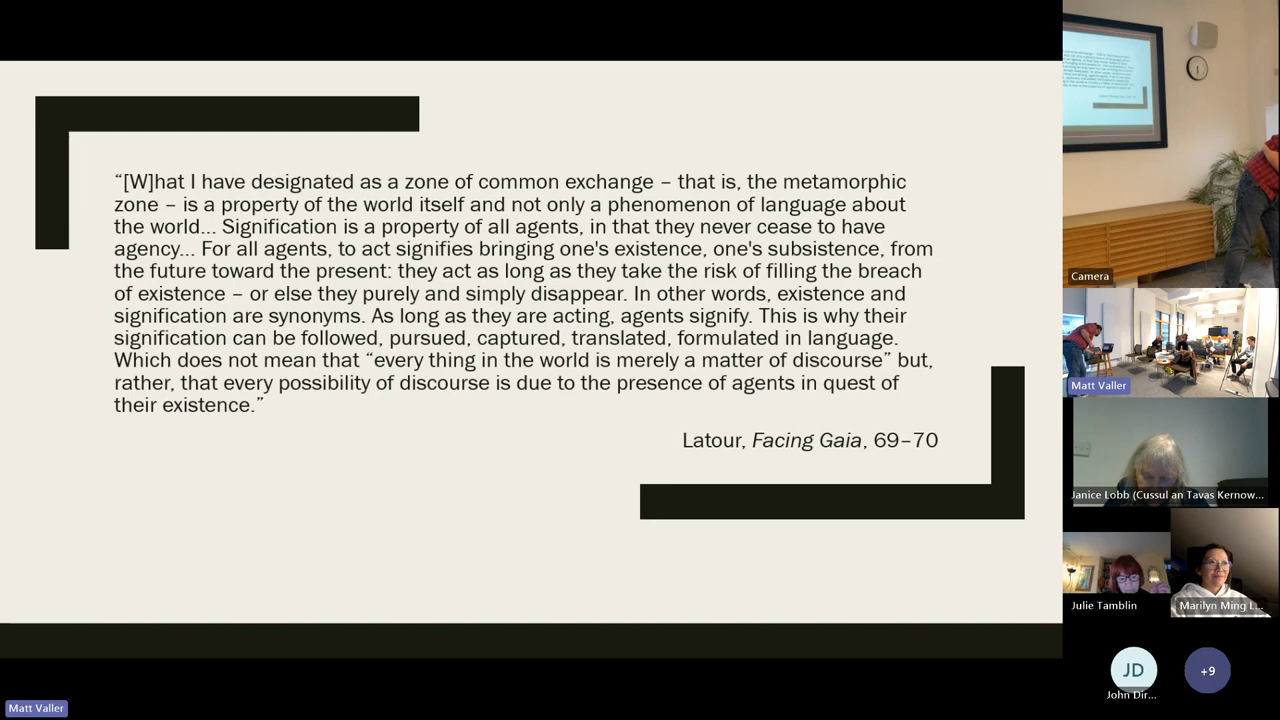 “[W]hat I have designated as a zone of common exchange – that is, the metamorphic
zone – is a property of the world itself and not only a phenomenon of language about
the world... Signification is a property of all agents, in that they never cease to have
agency... For all agents, to act signifies bringing one's existence, one's subsistence, from
the future toward the present: they act as long as they take the risk of filling the breach
of existence – or else they purely and simply disappear. In other words, existence and
signification are synonyms. As long as they are acting, agents signify. This is why their
signification can be followed, pursued, captured, translated, formulated in language.
Which does not mean that “every thing in the world is merely a matter of discourse” but,
rather, that every possibility of discourse is due to the presence of agents in quest of
their existence.”
Latour, Facing Gaia, 69–70
Camera
Matt Valler
Janice Lobb (Cussul an Tavas Kernow...
Julie Tamblin
Marilyn Ming L...
JD
John Dir...
+9
Matt Valler